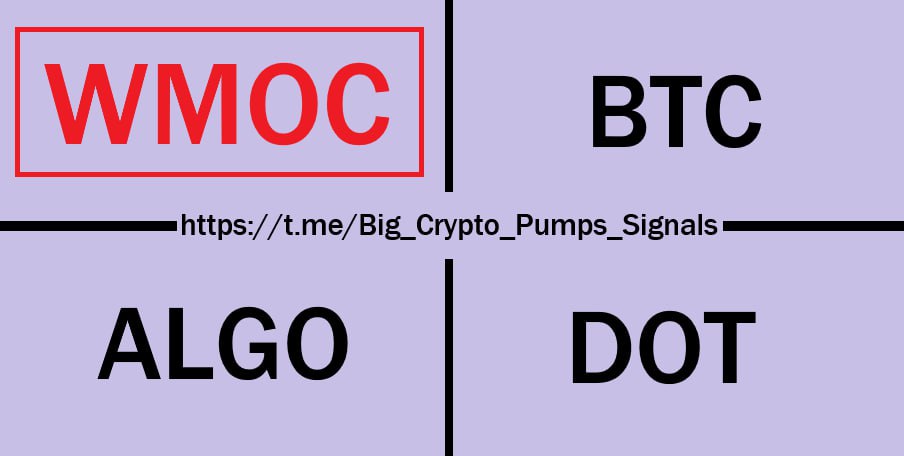 WMOC
BTC
https://t.me/Big_Crypto_Pumps_Signals
ALGO
DOT